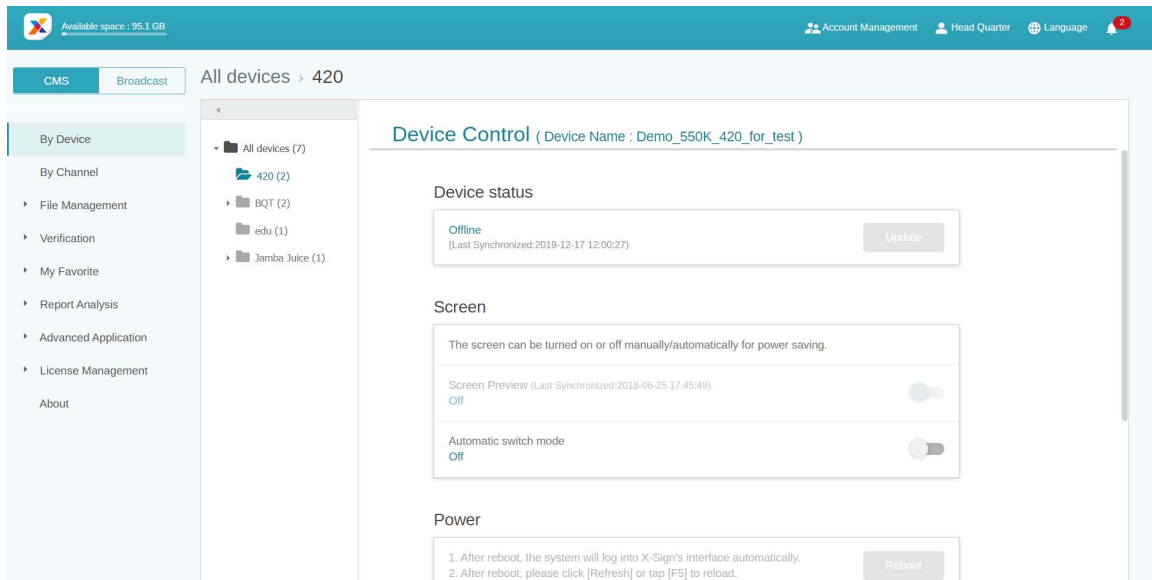 Available space : 95.1 GB
Account Management
Head Quarter
Language
2
CMS
Broadcast
All devices › 420
«
By Device
By Channel
File Management
Verification
My Favorite
Report Analysis
Advanced Application
License Management
About
All devices (7)
420 (2)
BQT (2)
edu (1)
Jamba Juice (1)
Device Control ( Device Name : Demo_550K_420_for_test )
Device status
Offline
(Last Synchronized:2019-12-17 12:00:27)
Update
Screen
The screen can be turned on or off manually/automatically for power saving.
Screen Preview (Last Synchronized:2018-06-25 17:45:49)
Off
Automatic switch mode
Off
Power
1. After reboot, the system will log into X-Sign's interface automatically.
2. After reboot, please click [Refresh] or tap [F5] to reload.
Reboot